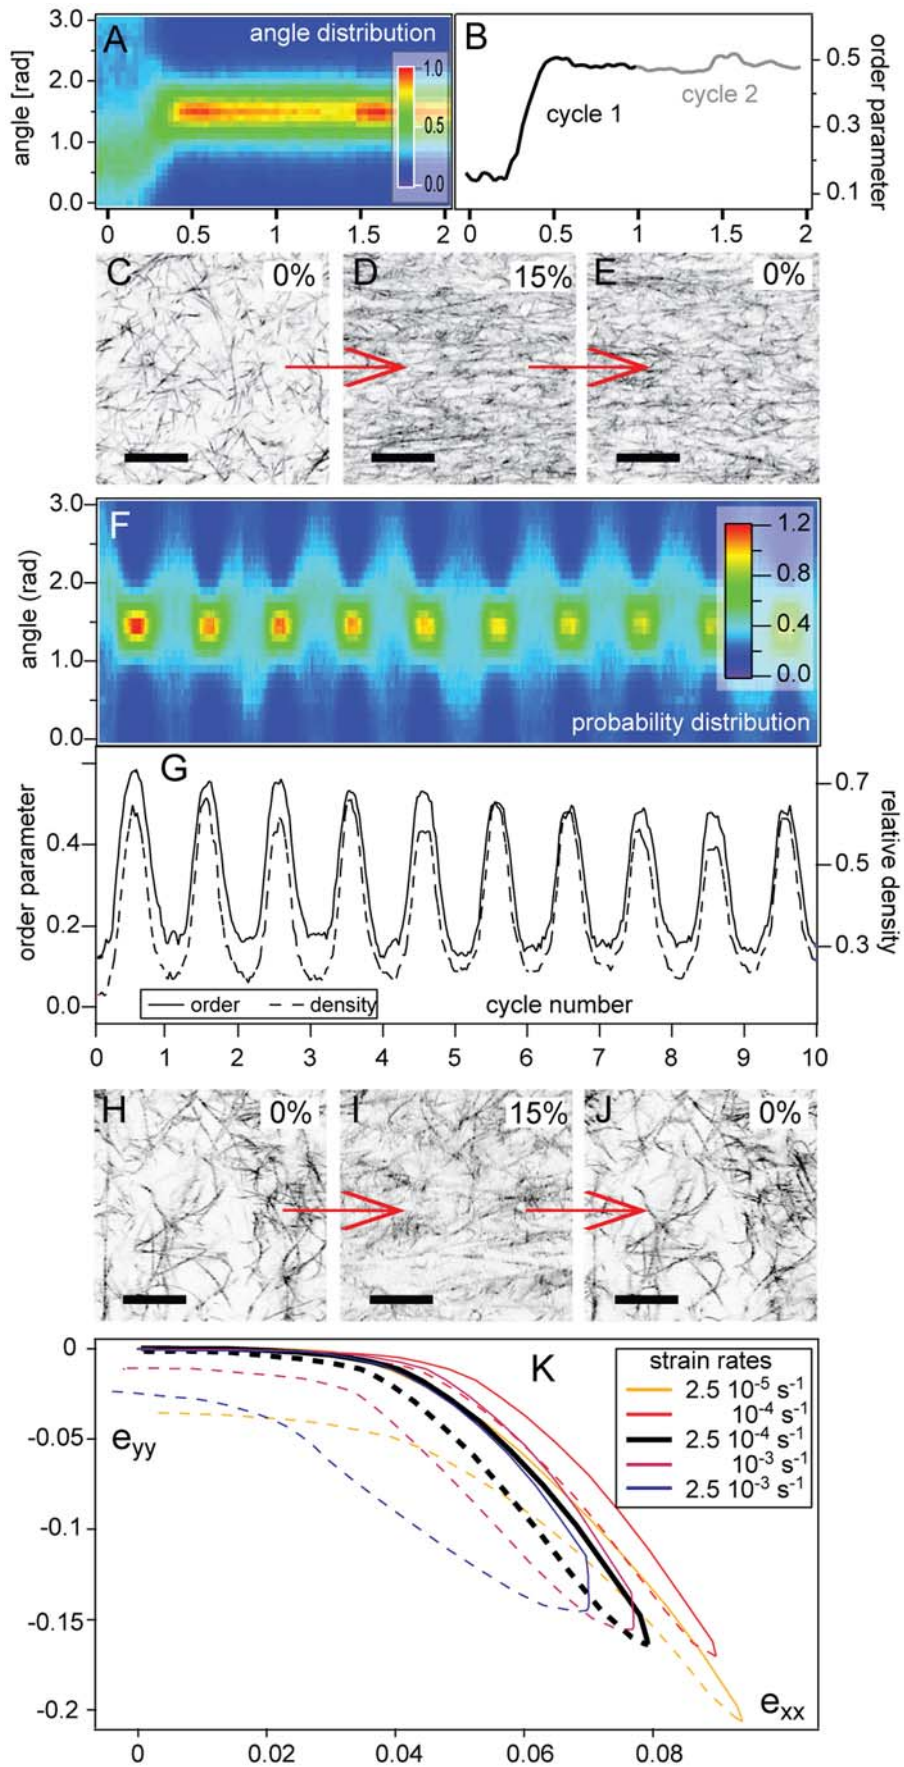 A
angle distribution
angle [rad]
3.0
2.0
1.0
0.0
1.0
0.5
0.0
0 0.5 1 1.5 2
B
cycle 1
cycle 2
order parameter
0.5
0.3
0.1
0 0.5 1 1.5 2
C 0%
D 15%
E 0%
F
angle (rad)
3.0
2.0
1.0
0.0
1.2
0.8
0.4
0.0
probability distribution
G
order parameter
0.4
0.2
0.0
relative density
0.7
0.5
0.3
order density
cycle number
0 1 2 3 4 5 6 7 8 9 10
H 0%
I 15%
J 0%
K
strain rates
2.5 10⁻⁵ s⁻¹
10⁻⁴ s⁻¹
2.5 10⁻⁴ s⁻¹
10⁻³ s⁻¹
2.5 10⁻³ s⁻¹
e_yy
0
-0.05
-0.1
-0.15
-0.2
e_xx
0 0.02 0.04 0.06 0.08